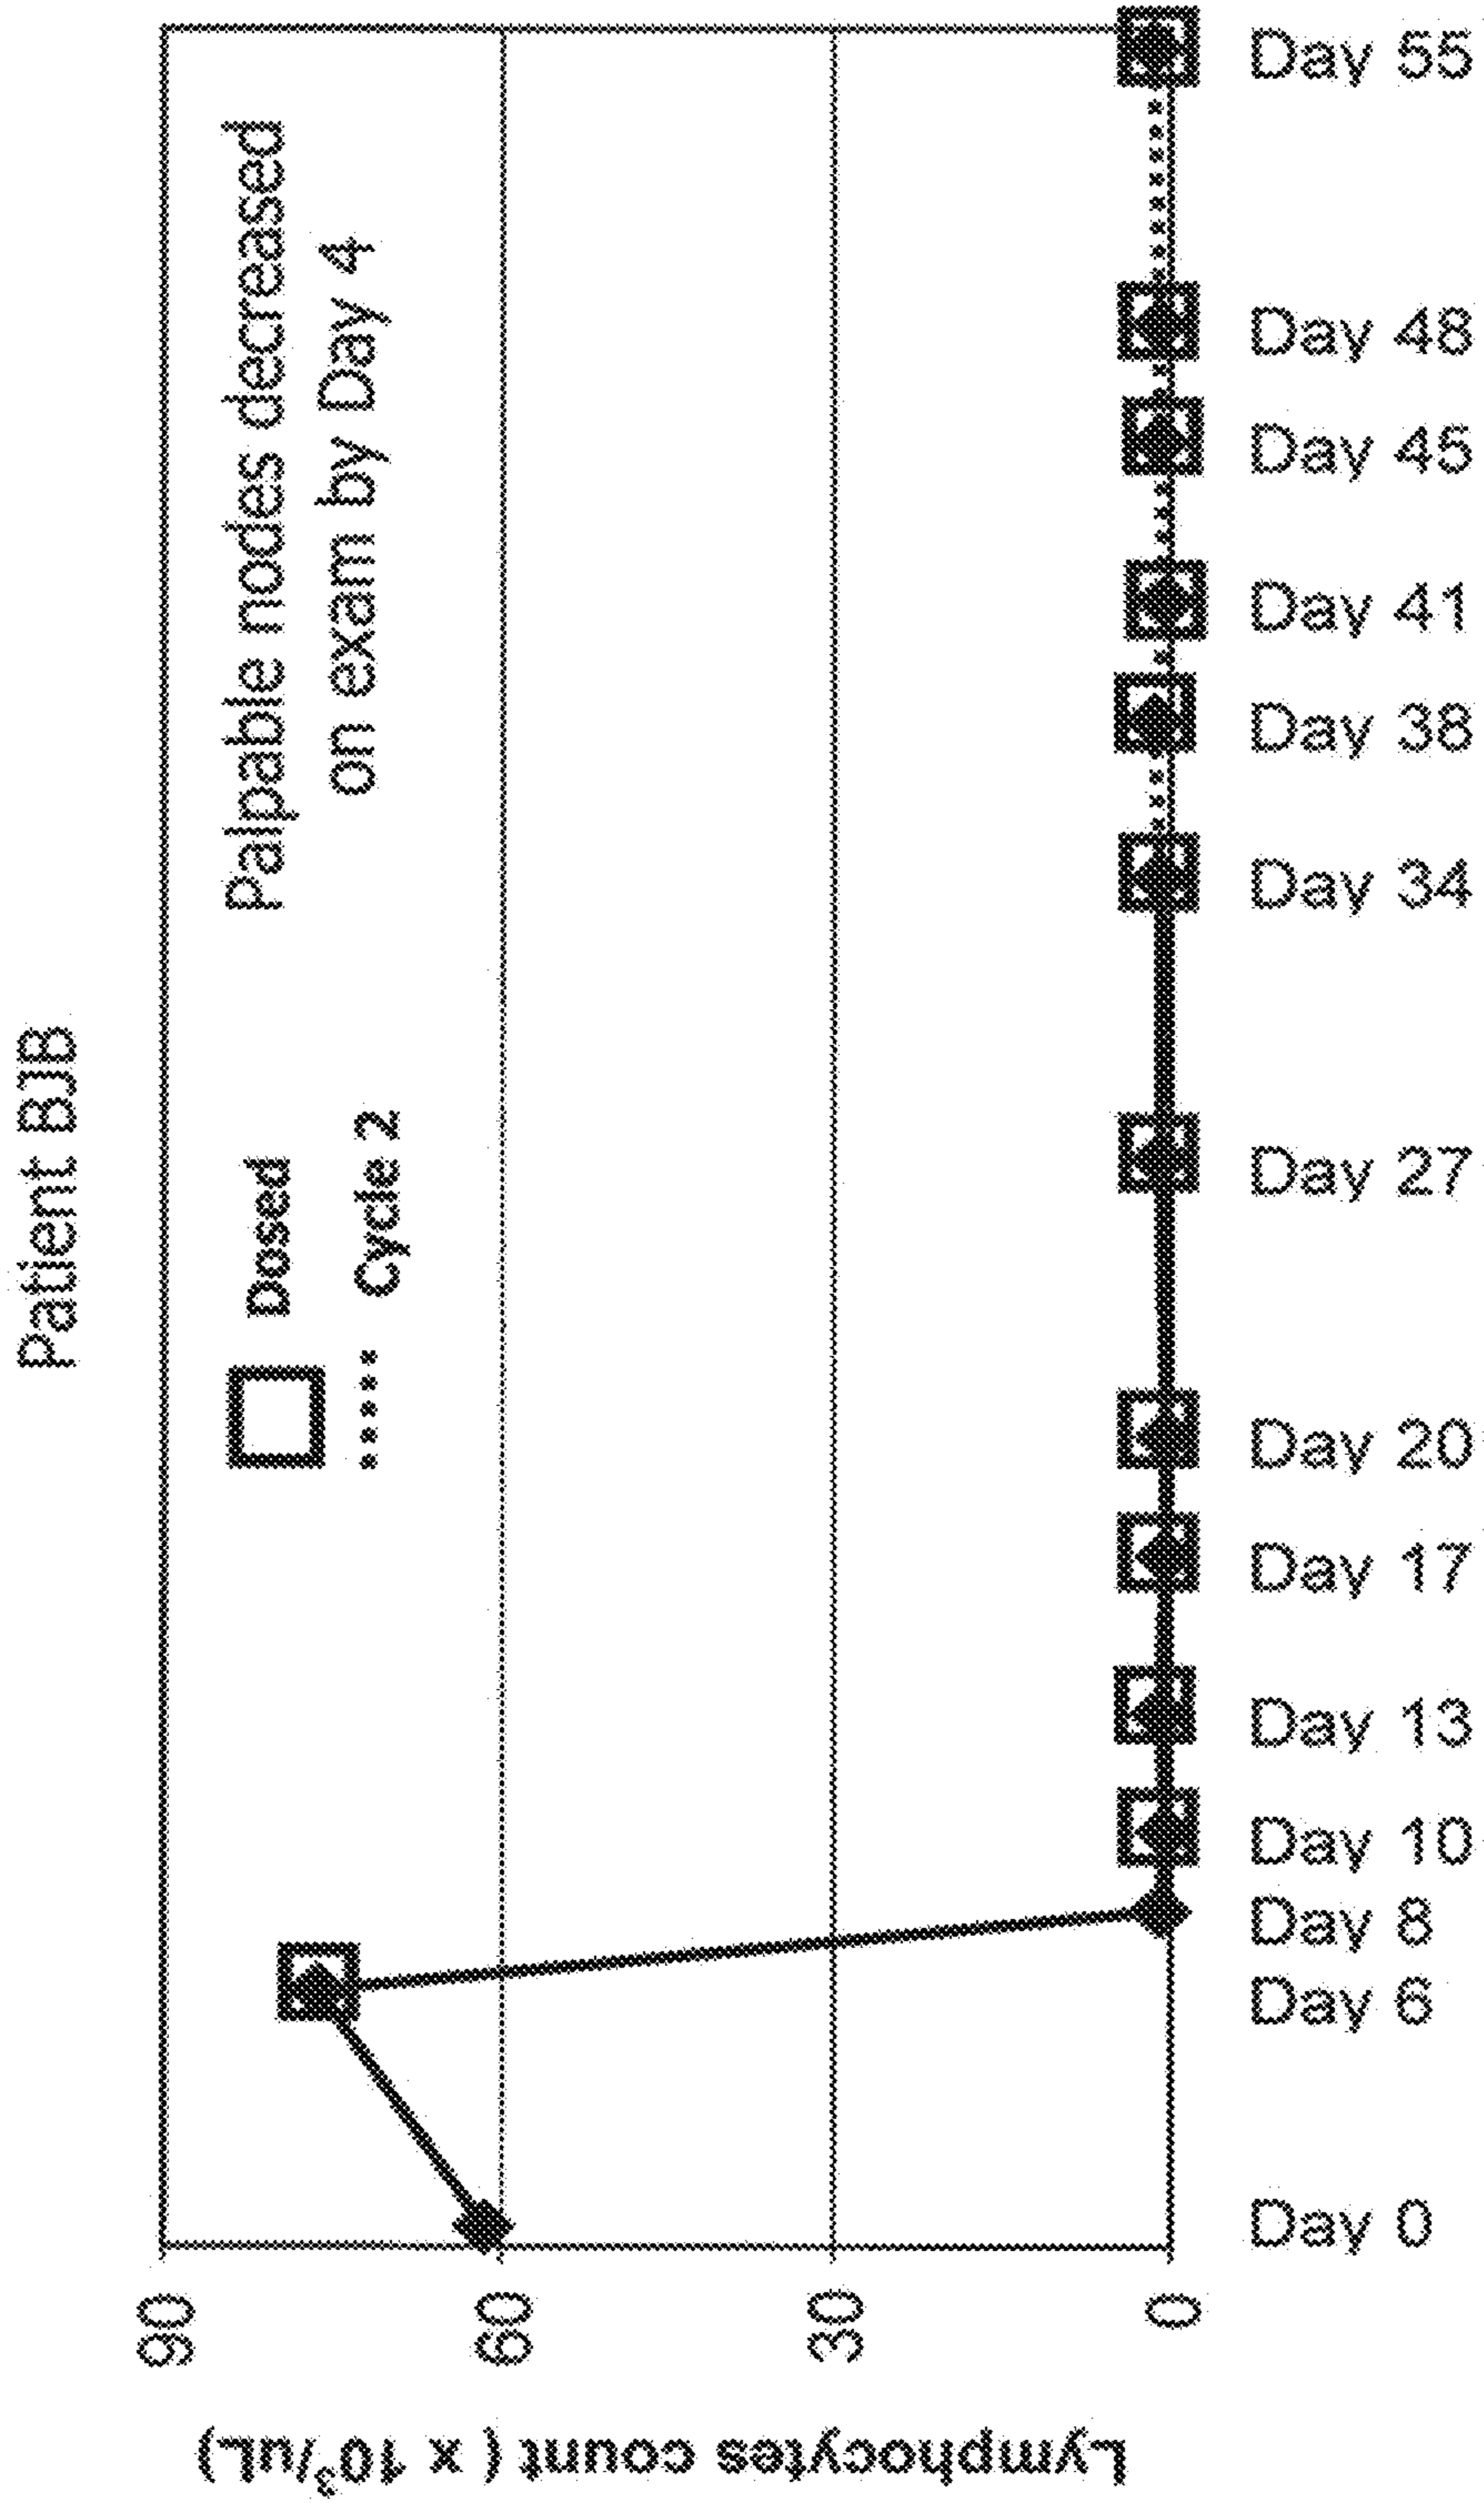 Patient BJB
Dosed
Cycle 2
Palpable nodes decreased
on exam by Day 4
Lymphocytes count ( x 10³/uL)
90
60
30
0
Day 0
Day 6
Day 8
Day 10
Day 13
Day 17
Day 20
Day 27
Day 34
Day 38
Day 41
Day 45
Day 48
Day 55